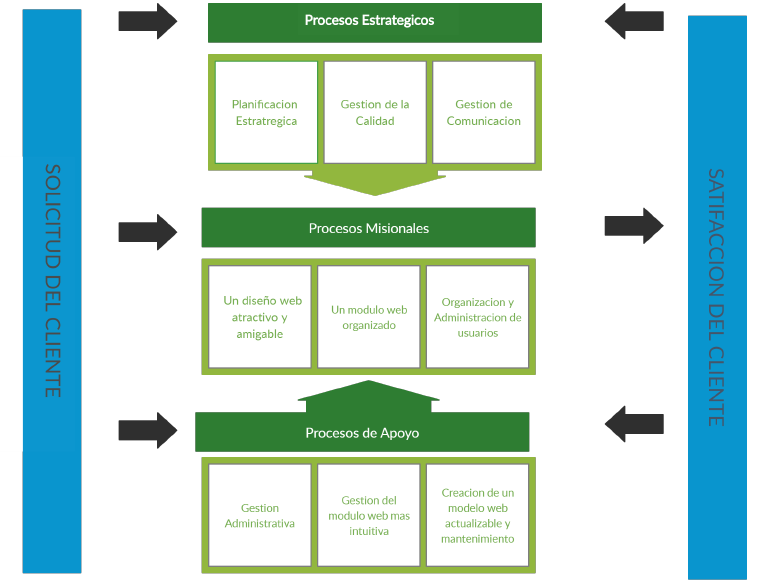 SOLICITUD DEL CLIENTE
Procesos Estrategicos
Planificacion
Estratregica
Gestion de la
Calidad
Gestion de
Comunicacion
Procesos Misionales
Un diseño web
atractivo y
amigable
Un modulo web
organizado
Organizacion y
Administracion de
usuarios
Procesos de Apoyo
Gestion
Administrativa
Gestion del
modulo web mas
intuitiva
Creacion de un
modelo web
actualizable y
mantenimiento
SATIFACCION DEL CLIENTE